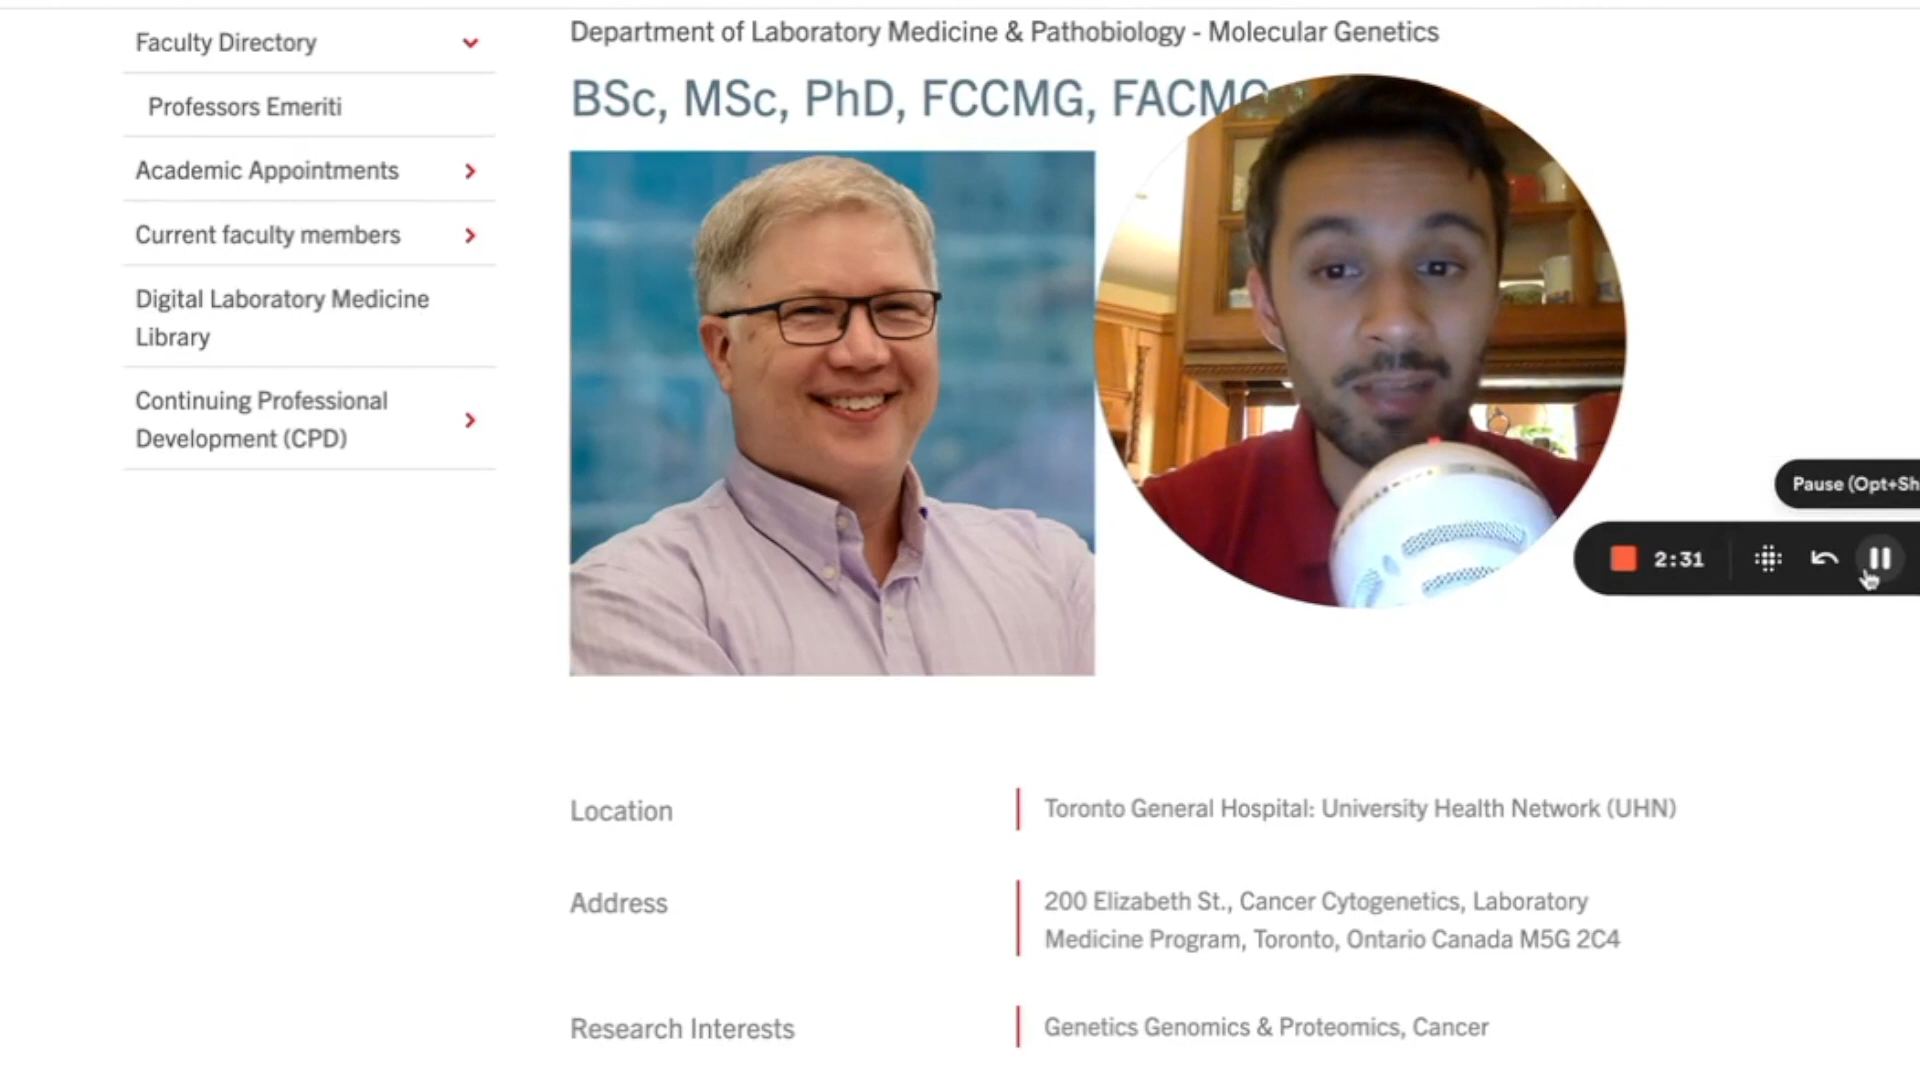 Faculty Directory
Professors Emeriti
Academic Appointments
Current faculty members
Digital Laboratory Medicine
Library
Continuing Professional
Development (CPD)
Department of Laboratory Medicine & Pathobiology - Molecular Genetics
BSc, MSc, PhD, FCCMG, FACMG
Pause (Opt+Sh
2:31
Location
Toronto General Hospital: University Health Network (UHN)
Address
200 Elizabeth St., Cancer Cytogenetics, Laboratory
Medicine Program, Toronto, Ontario Canada M5G 2C4
Research Interests
Genetics Genomics & Proteomics, Cancer